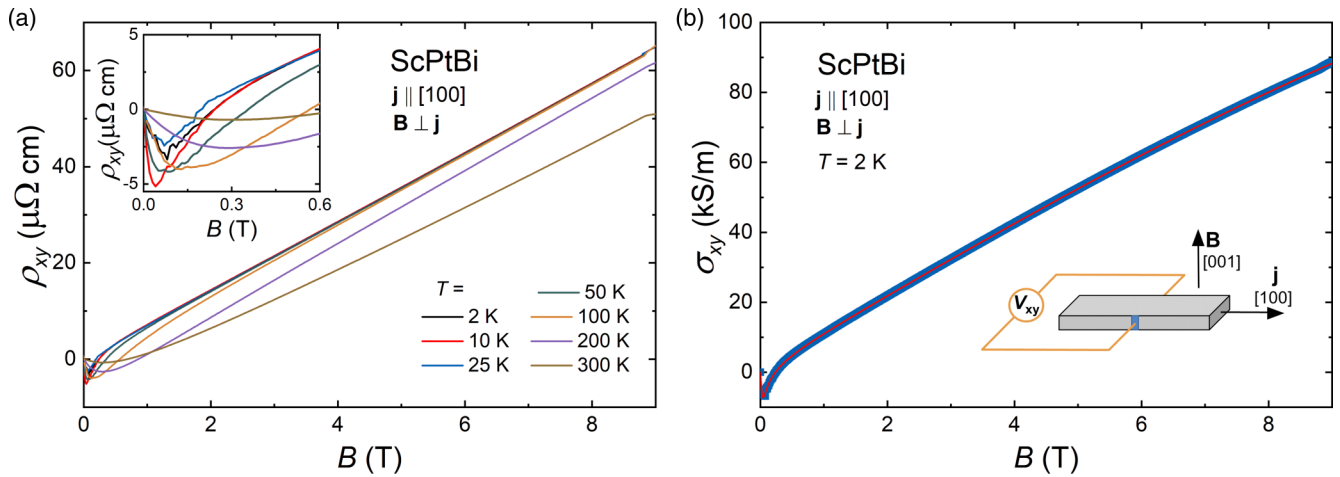 (a)
ρxy (μΩ cm)
60
40
20
0
0
2
4
6
8
B (T)
ρxy(μΩ cm)
5
0
-5
0.0
0.3
0.6
B (T)
ScPtBi
j || [100]
B ⊥ j
T =
2 K
10 K
25 K
50 K
100 K
200 K
300 K
(b)
σxy (kS/m)
100
80
60
40
20
0
0
2
4
6
8
B (T)
ScPtBi
j || [100]
B ⊥ j
T = 2 K
B
[001]
j
[100]
Vxy